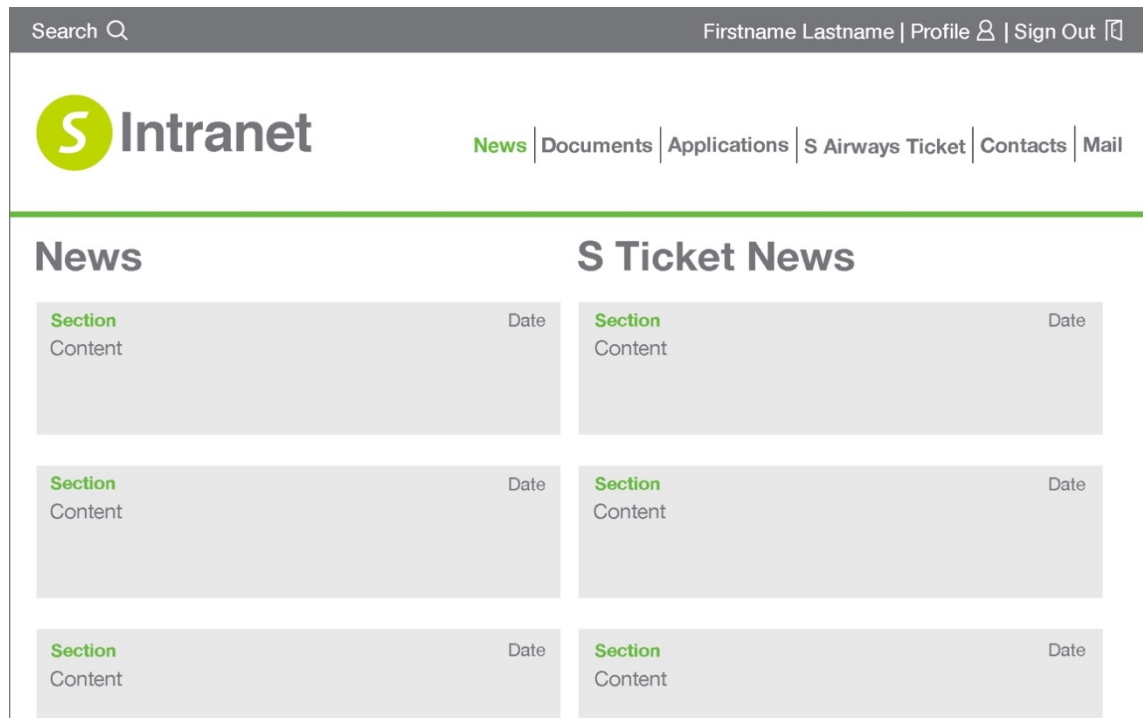 Search
Firstname Lastname | Profile | Sign Out
S Intranet
News | Documents | Applications | S Airways Ticket | Contacts | Mail
News
S Ticket News
Section Date
Content
Section Date
Content
Section Date
Content
Section Date
Content
Section Date
Content
Section Date
Content